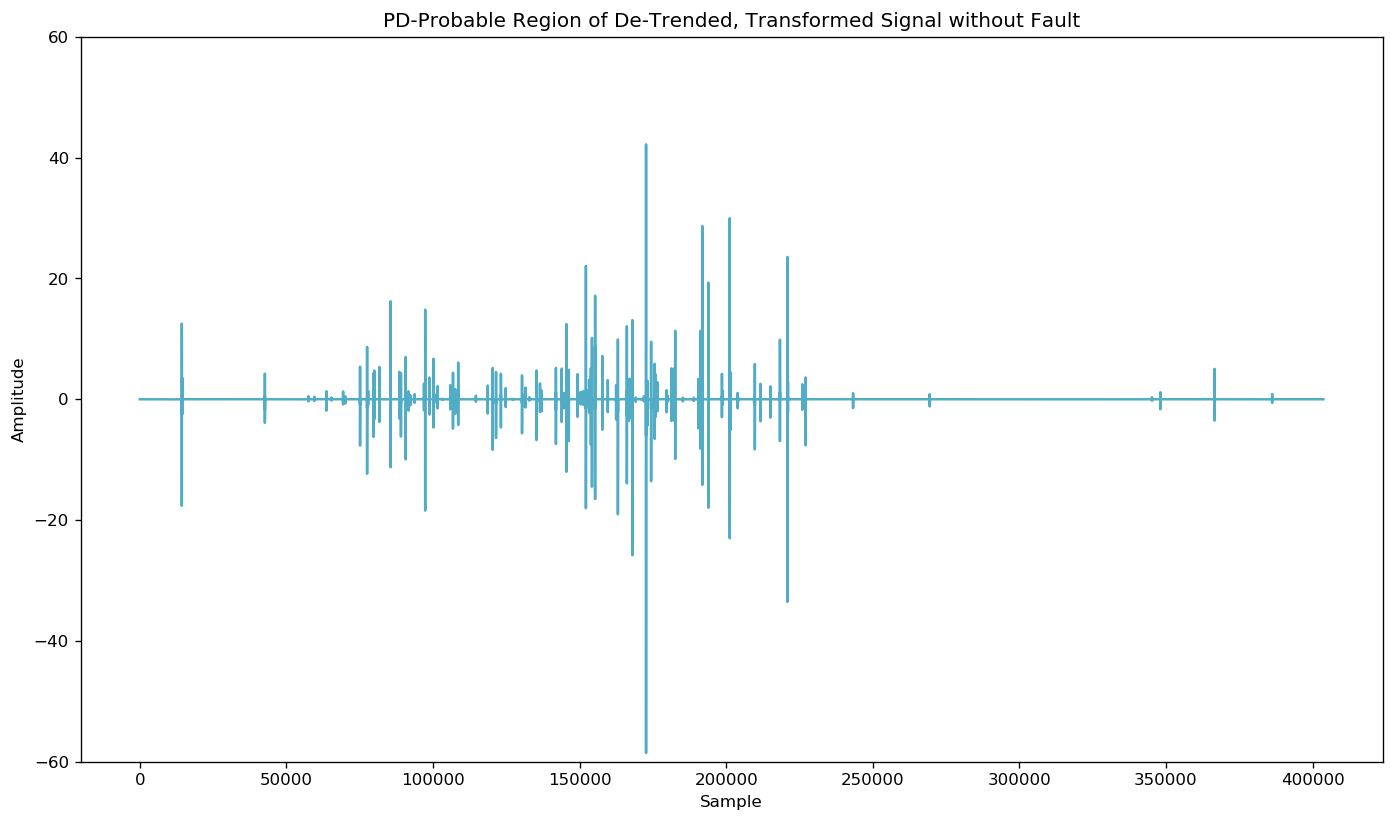 PD-Probable Region of De-Trended, Transformed Signal without Fault
60
40
20
0
−20
−40
−60
Amplitude
0 50000 100000 150000 200000 250000 300000 350000 400000
Sample